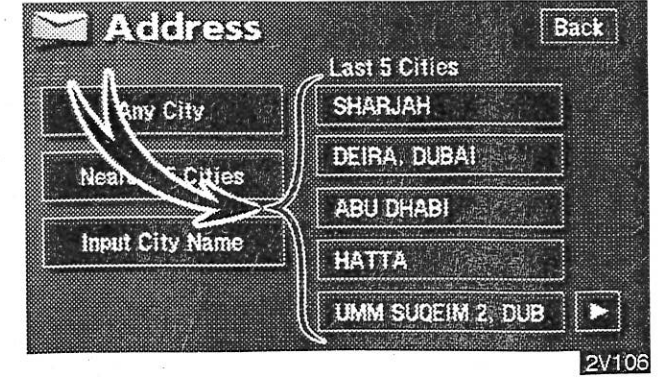 Address
Back
Last 5 Cities
Any City
SHARJAH
DEIRA, DUBAI
5 Cities
ABU DHABI
Input City Name
HATTA
UMM SUQEIM 2, DUB
2V106